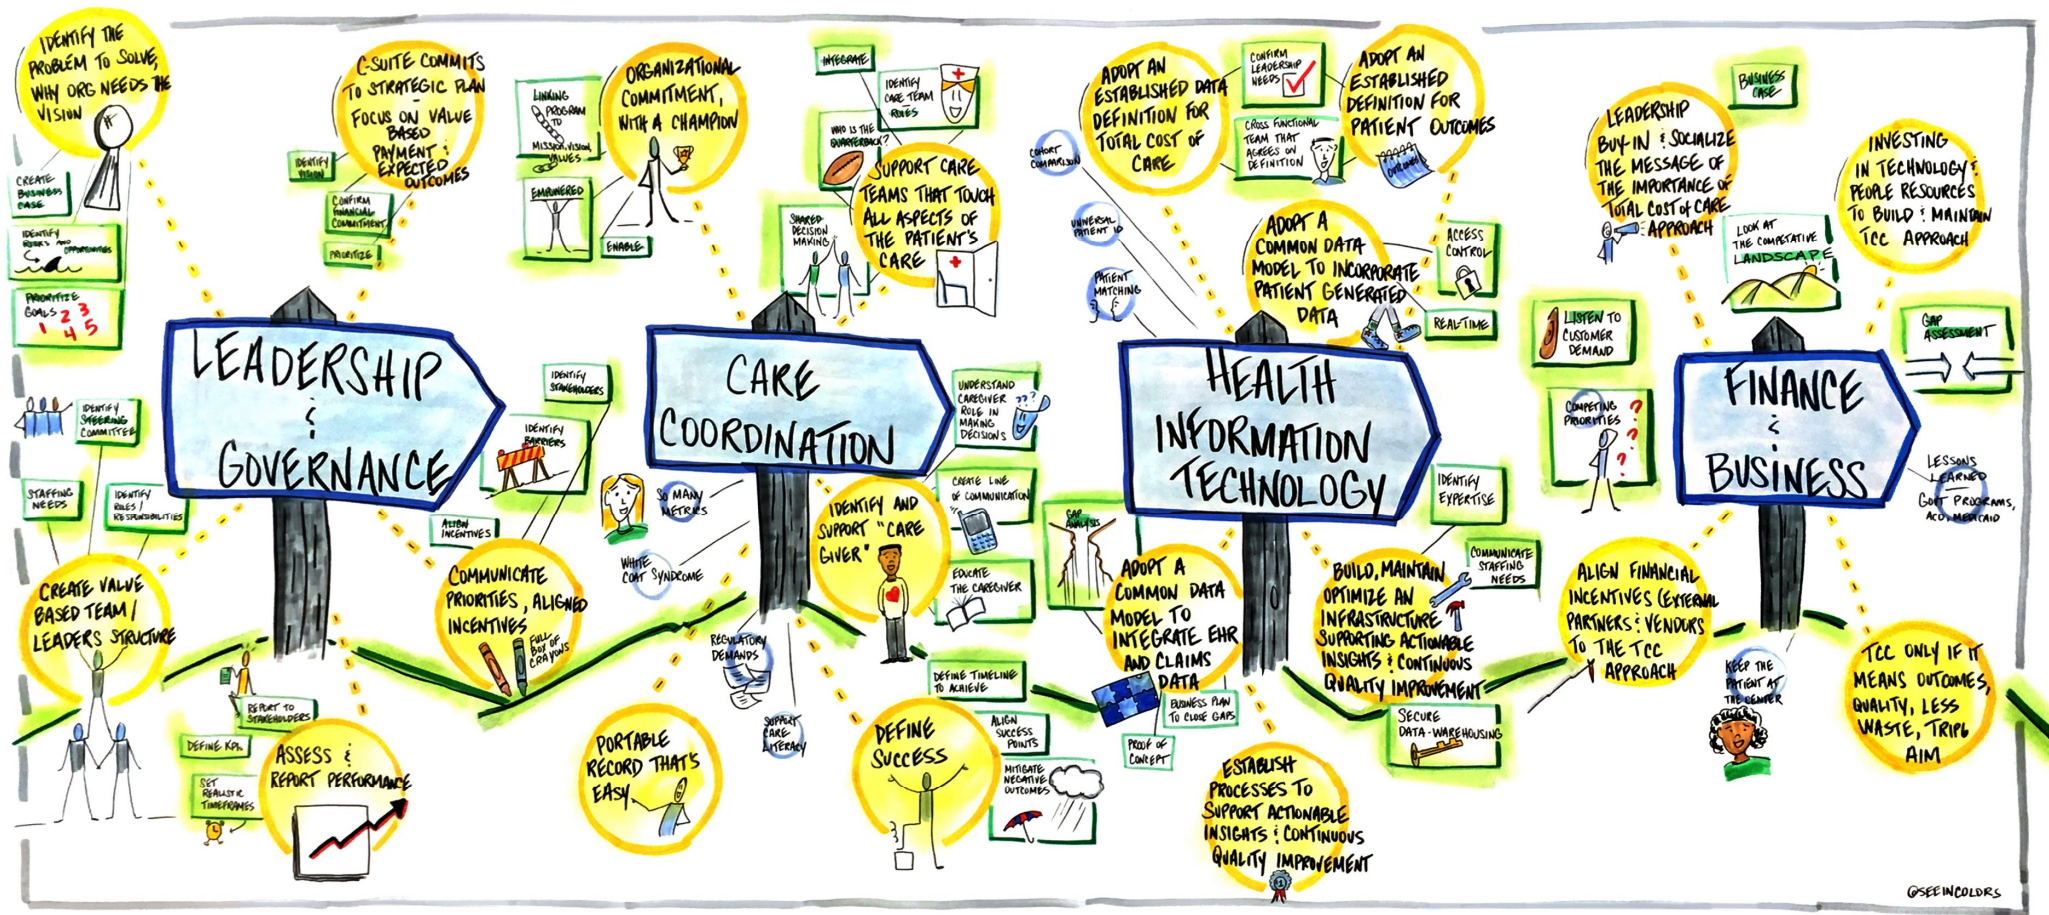 IDENTIFY THE
PROBLEM TO SOLVE,
WHY ORG NEEDS THE
VISION
CREATE
BUSINESS
CASE
IDENTIFY
RISKS AND OPPORTUNITIES
PRIORITIZE
GOALS
1 2 3
4 5
C-SUITE COMMITS
TO STRATEGIC PLAN
-
FOCUS ON VALUE
BASED
PAYMENT &
EXPECTED
OUTCOMES
IDENTIFY
VISION
CONFIRM
FINANCIAL
COMMITMENT
PRIORITIZE
LEADERSHIP
&
GOVERNANCE
IDENTIFY
STEERING
COMMITTEE
STAFFING
NEEDS
IDENTIFY
ROLES /
RESPONSIBILITIES
CREATE VALUE
BASED TEAM /
LEADERS STRUCTURE
REPORT TO
STAKEHOLDERS
DEFINE KPIs
SET
REALISTIC
TIMEFRAMES
ASSESS &
REPORT PERFORMANCE
IDENTIFY
STAKEHOLDERS
IDENTIFY
BARRIERS
ALIGN
INCENTIVES
COMMUNICATE
PRIORITIES, ALIGNED
INCENTIVES
FULL
BOX OF
CRAYONS
LINKING
PROGRAM
TO
MISSION, VISION,
VALUES
EMPOWERED
ENABLE
ORGANIZATIONAL
COMMITMENT,
WITH A CHAMPION
INTEGRATE
IDENTIFY
CARE TEAM
ROLES
WHO IS THE
QUARTERBACK?
SHARED
DECISION
MAKING
SUPPORT CARE
TEAMS THAT TOUCH
ALL ASPECTS OF
THE PATIENT'S
CARE
CARE
COORDINATION
SO MANY
METRICS
WHITE
COAT SYNDROME
UNDERSTAND
CAREGIVER
ROLE IN
MAKING
DECISIONS
???
CREATE LINE
OF COMMUNICATION
EDUCATE
THE CAREGIVER
IDENTIFY AND
SUPPORT "CARE
GIVER"
REGULATORY
DEMANDS
SUPPORT
CARE
LITERACY
PORTABLE
RECORD THAT'S
EASY
DEFINE
SUCCESS
DEFINE TIMELINE
TO ACHIEVE
ALIGN
SUCCESS
POINTS
MITIGATE
NEGATIVE
OUTCOMES
COHORT
COMPARISON
UNIVERSAL
PATIENT ID
PATIENT
MATCHING
ADOPT AN
ESTABLISHED DATA
DEFINITION FOR
TOTAL COST OF
CARE
CONFIRM
LEADERSHIP
NEEDS
CROSS FUNCTIONAL
TEAM THAT
AGREES ON
DEFINITION
ADOPT AN
ESTABLISHED
DEFINITION FOR
PATIENT OUTCOMES
OUTCOMES
ADOPT A
COMMON DATA
MODEL TO INCORPORATE
PATIENT GENERATED
DATA
ACCESS
CONTROL
REAL-TIME
HEALTH
INFORMATION
TECHNOLOGY
GAP
ANALYSIS
ADOPT A
COMMON DATA
MODEL TO
INTEGRATE EHR
AND CLAIMS
DATA
BUSINESS PLAN
TO CLOSE GAPS
PROOF OF
CONCEPT
IDENTIFY
EXPERTISE
COMMUNICATE
STAFFING
NEEDS
BUILD, MAINTAIN
OPTIMIZE AN
INFRASTRUCTURE
SUPPORTING ACTIONABLE
INSIGHTS & CONTINUOUS
QUALITY IMPROVEMENT
SECURE
DATA-WAREHOUSING
ESTABLISH
PROCESSES TO
SUPPORT ACTIONABLE
INSIGHTS & CONTINUOUS
QUALITY IMPROVEMENT
#1
LEADERSHIP
BUY-IN & SOCIALIZE
THE MESSAGE OF
THE IMPORTANCE OF
TOTAL COST of CARE
APPROACH
BUSINESS
CASE
LOOK AT
THE COMPETATIVE
LANDSCAPE
INVESTING
IN TECHNOLOGY &
PEOPLE RESOURCES
TO BUILD & MAINTAIN
TCC APPROACH
LISTEN TO
CUSTOMER
DEMAND
GAP
ASSESSMENT
COMPETING
PRIORITIES
? ? ? ?
FINANCE
&
BUSINESS
LESSONS
LEARNED
-
GOVT PROGRAMS,
ACO, MEDICAID
ALIGN FINANCIAL
INCENTIVES (EXTERNAL
PARTNERS & VENDORS
TO THE TCC
APPROACH
KEEP THE
PATIENT AT
THE CENTER
TCC ONLY IF IT
MEANS OUTCOMES,
QUALITY, LESS
WASTE, TRIPL
AIM
@SEEINCOLORS